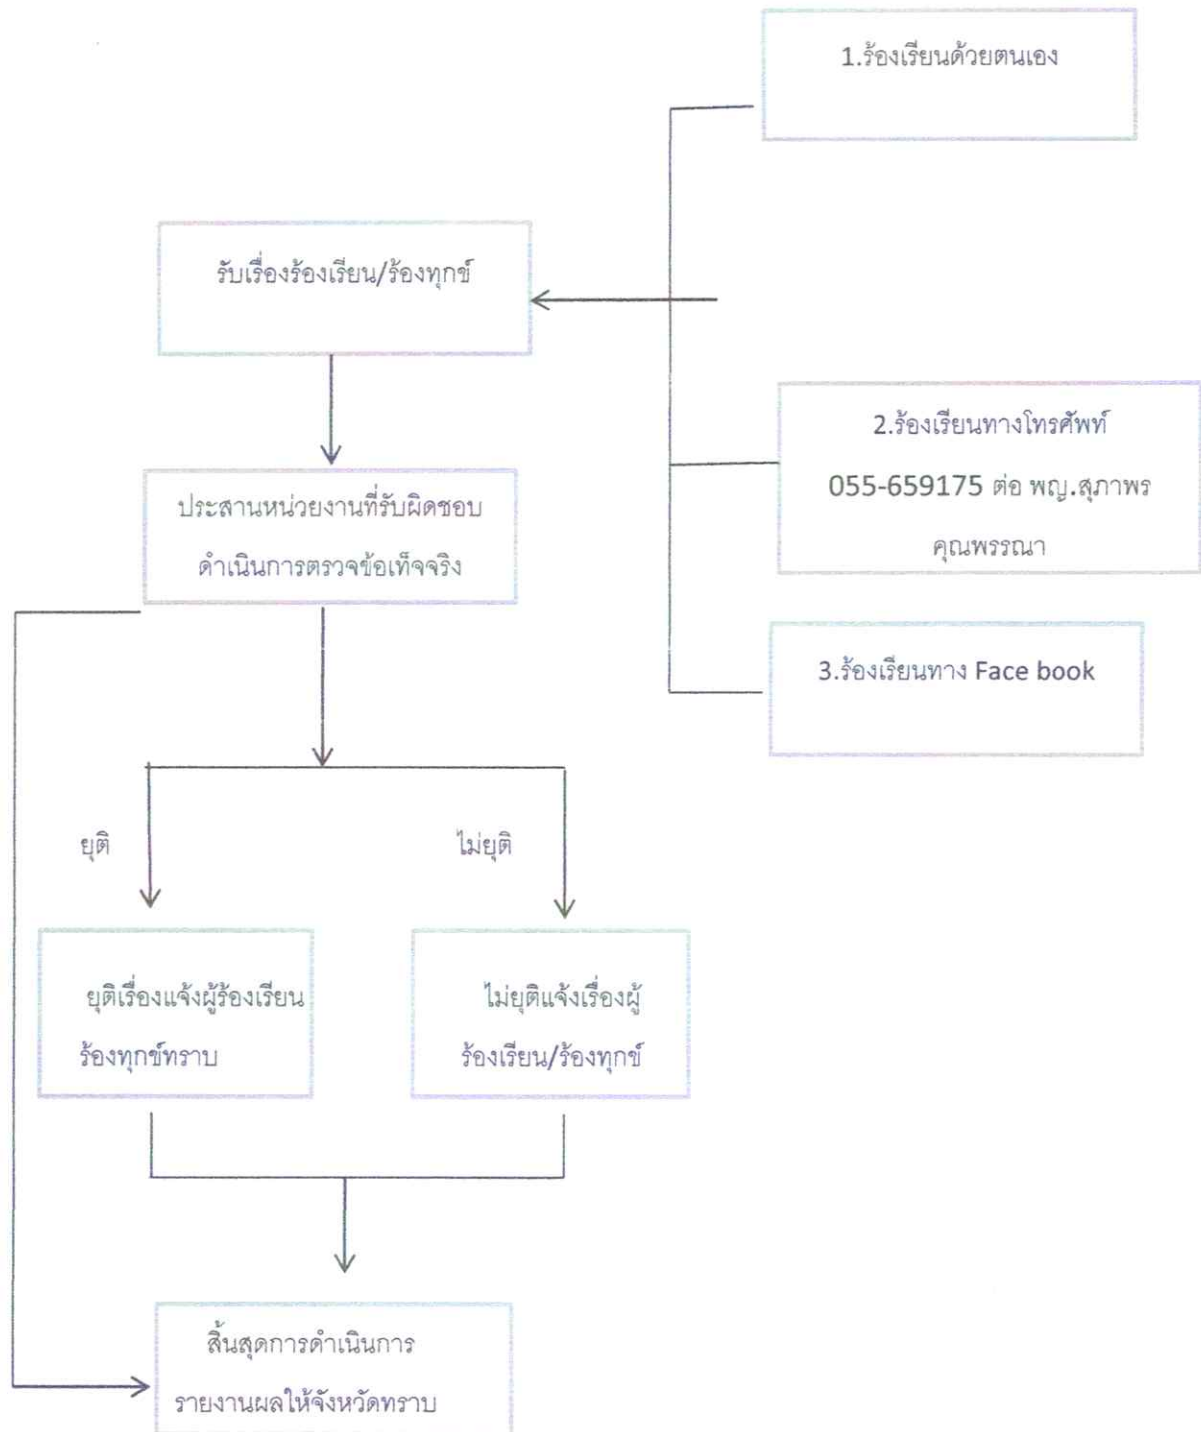 1.ร้องเรียนด้วยตนเอง
รับเรื่องร้องเรียน/ร้องทุกข์
2.ร้องเรียนทางโทรศัพท์
055-659175 ต่อ พญ.สุภาพร
คุณพรรณา
ประสานหน่วยงานที่รับผิดชอบ
ดำเนินการตรวจข้อเท็จจริง
3.ร้องเรียนทาง Face book
ยุติ
ไม่ยุติ
ยุติเรื่องแจ้งผู้ร้องเรียน
ร้องทุกข์ทราบ
ไม่ยุติแจ้งเรื่องผู้
ร้องเรียน/ร้องทุกข์
สิ้นสุดการดำเนินการ
รายงานผลให้จังหวัดทราบ